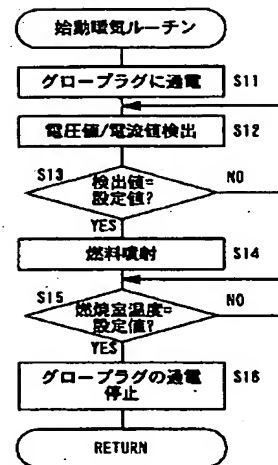 始動暖気ルーチン
グロープラグに通電 S11
電圧値/電流値検出 S12
S13
検出値=
設定値?
NO
YES
燃料噴射 S14
S15
燃焼室温度=
設定値?
NO
YES
グロープラグの通電
停止
S16
RETURN